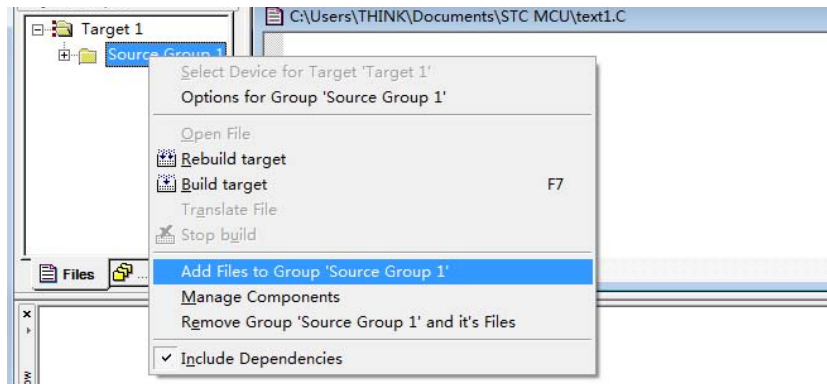 C:\Users\THINK\Documents\STC MCU\text1.C
Target 1
Source Group 1
Select Device for Target 'Target 1'
Options for Group 'Source Group 1'
Open File
Rebuild target
Build target F7
Translate File
Stop build
Add Files to Group 'Source Group 1'
Manage Components
Remove Group 'Source Group 1' and it's Files
Include Dependencies
Files ...